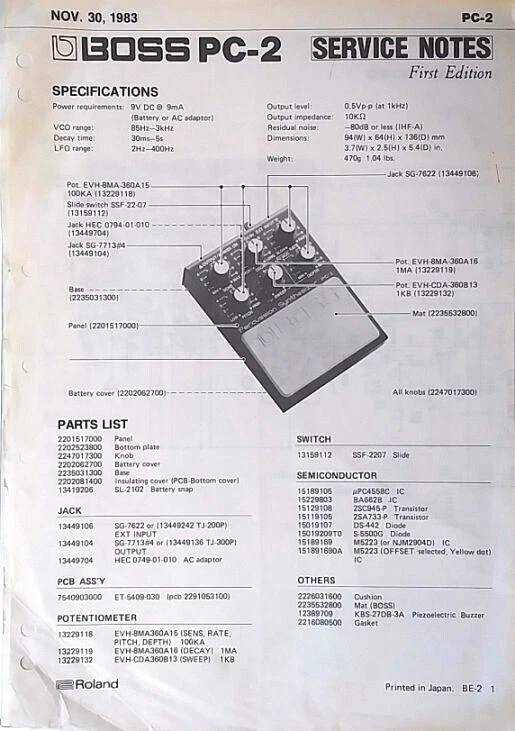 NOV. 30, 1983 PC-2
BOSS PC-2 SERVICE NOTES
First Edition
SPECIFICATIONS
Power requirements: 9V DC @ 9mA
(Battery or AC adaptor)
VCO range: 85Hz–3kHz
Decay time: 30ms–5s
LFO range: 2Hz–400Hz
Output level: 0.5Vp-p (at 1kHz)
Output impedance: 10KΩ
Residual noise: –80dB or less (IHF-A)
Dimensions: 94(W) x 64(H) x 136(D) mm
3.7(W) x 2.5(H) x 5.4(D) in.
Weight: 470g 1.04 lbs.
Jack SG-7622 (13449106)
Pot. EVH-8MA-360A15
100KA (13229118)
Slide switch SSF-22-07
(13159112)
Jack HEC 0794-01-010
(13449704)
Jack SG-7713#4
(13449104)
Pot. EVH-8MA-360A16
1MA (13229119)
Pot. EVH-CDA-360B13
1KB (13229132)
Base
(2235031300)
Mat (2235532800)
Panel (2201517000)
Percussion Synthesizer PC-2
Battery cover (2202062700)
All knobs (2247017300)
PARTS LIST
2201517000 Panel
2202523800 Bottom plate
2247017300 Knob
2202062700 Battery cover
2235031300 Base
2202081400 Insulating cover (PCB-Bottom cover)
13419206 SL-2102 Battery snap
JACK
13449106 SG-7622 or (13449242 TJ-200P)
EXT INPUT
13449104 SG-7713#4 or (13449136 TJ-300P)
OUTPUT
13449704 HEC 0749-01-010 AC adaptor
PCB ASS'Y
7540903000 ET-5409-030 (pcb 2291053100)
POTENTIOMETER
13229118 EVH-8MA360A15 (SENS, RATE,
PITCH, DEPTH) 100KA
13229119 EVH-8MA360A16 (DECAY) 1MA
13229132 EVH-CDA360B13 (SWEEP) 1KB
SWITCH
13159112 SSF-2207 Slide
SEMICONDUCTOR
15189105 μPC4558C IC
15229803 BA662B IC
15129108 2SC945-P Transistor
15119105 2SA733-P Transistor
15019107 DS-442 Diode
15019209T0 S-5500G Diode
15189169 M5223 (or NJM2904D) IC
15189169OA M5223 (OFFSET selected, Yellow dot)
IC
OTHERS
2226031600 Cushion
2235532800 Mat (BOSS)
12389709 KBS-27DB-3A Piezoelectric Buzzer
2216080500 Gasket
Roland
Printed in Japan. BE-2 1